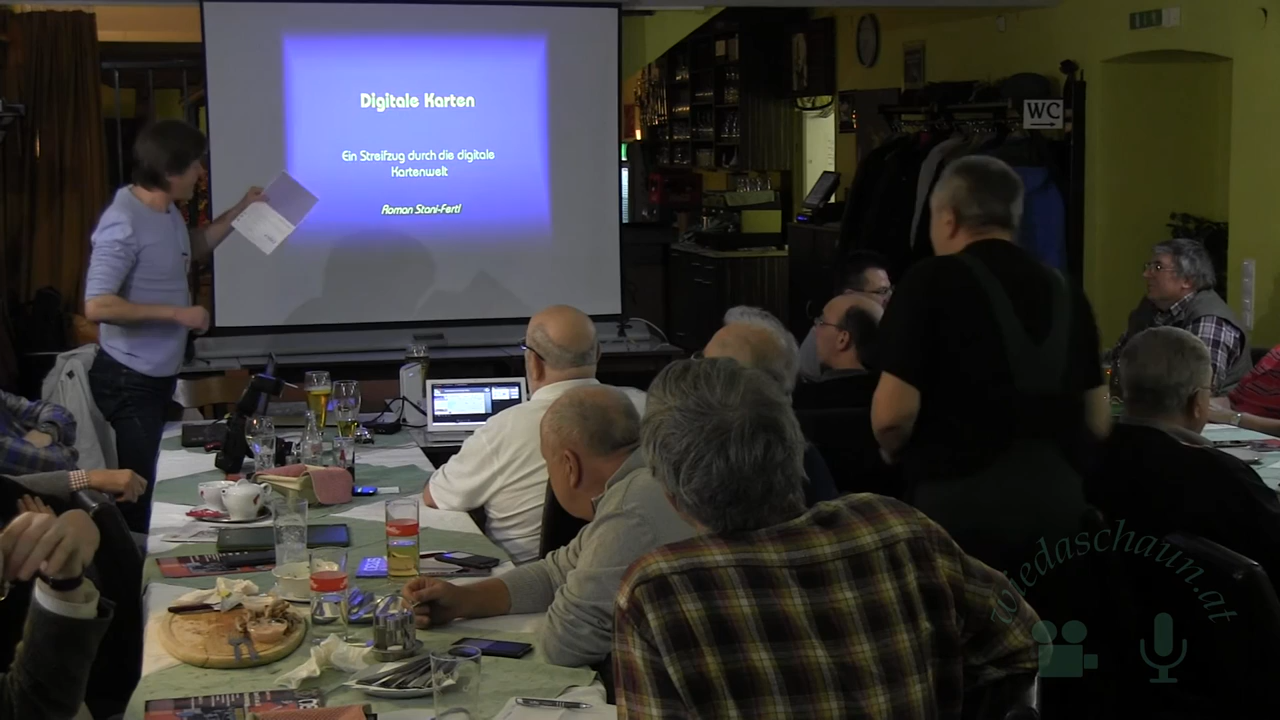 Digitale Karten
Ein Streifzug durch die digitale
Kartenwelt
Roman Stani-Fertl
WC
wiedaschaun.at